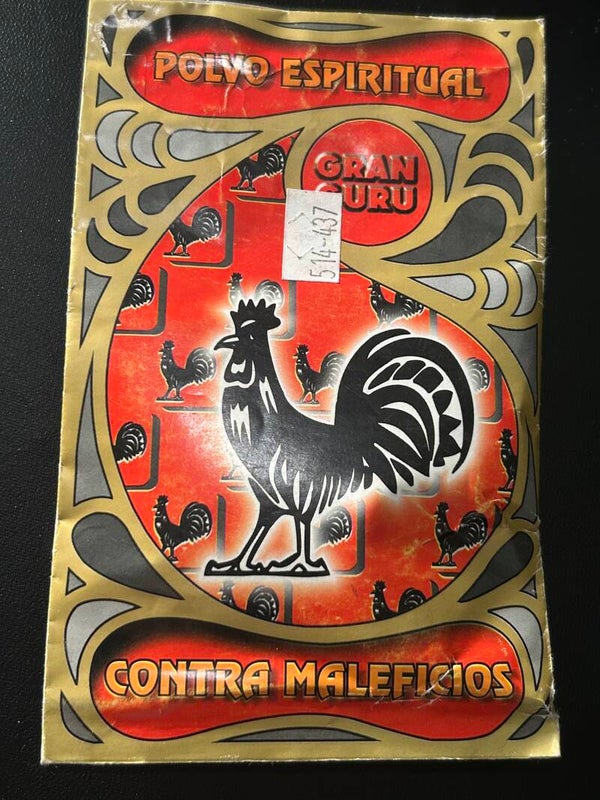 POLVO ESPIRITUAL
GRAN
GURU
514-437
CONTRA MALEFICIOS